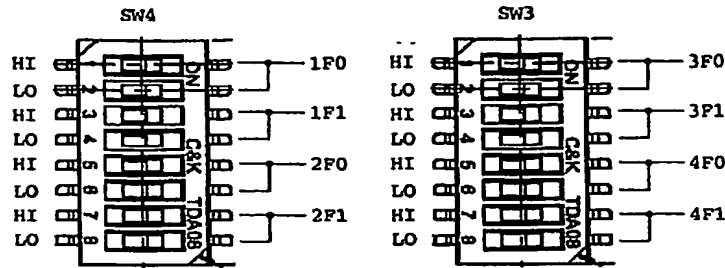 SW4
HI 1 1F0
LO 2
HI 3 1F1
LO 4
HI 5 2F0
LO 6
HI 7 2F1
LO 8
ON
C&K
TDA08
SW3
HI 1 3F0
LO 2
HI 3 3F1
LO 4
HI 5 4F0
LO 6
HI 7 4F1
LO 8
ON
C&K
TDA08